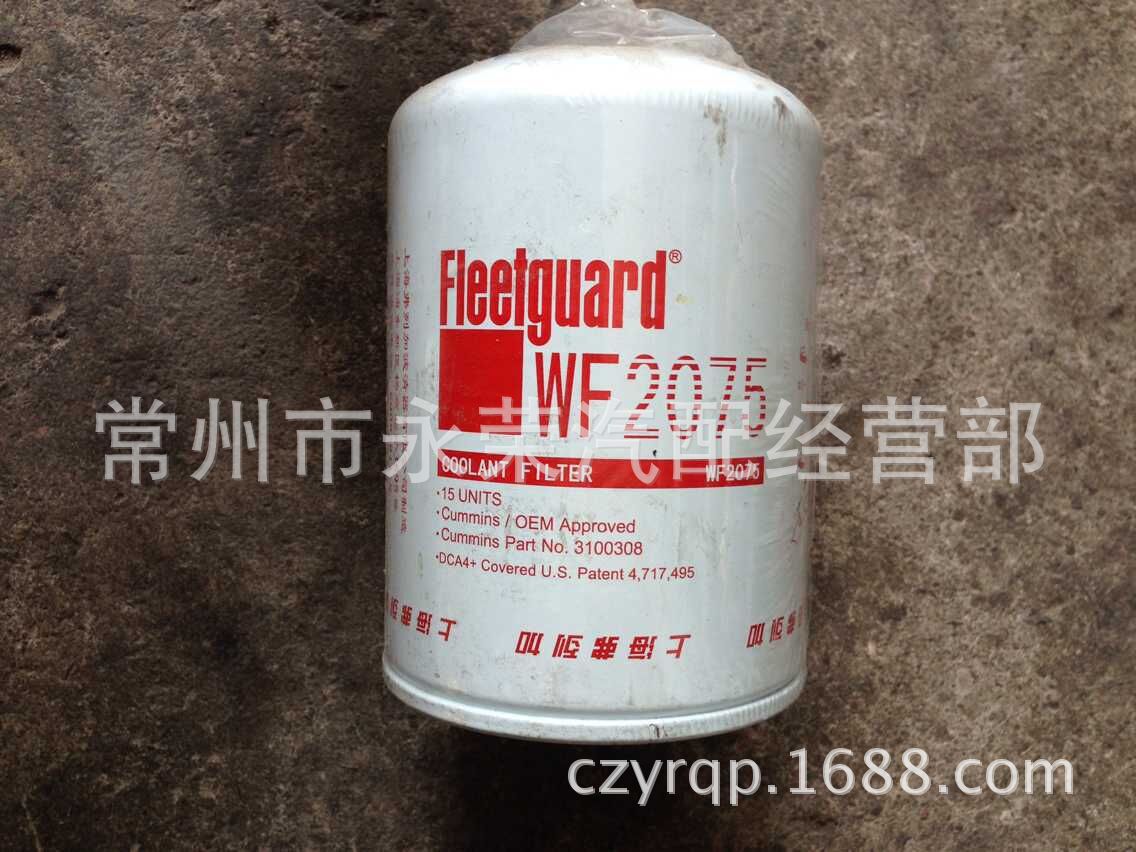 Fleetguard®
WF2075
COOLANT FILTER WF2075
·15 UNITS
·Cummins / OEM Approved
·Cummins Part No. 3100308
·DCA4+ Covered U.S. Patent 4,717,495
上海弗列加
上海弗列加
上海弗列加
常州市永荣汽配经营部
czyrqp.1688.com